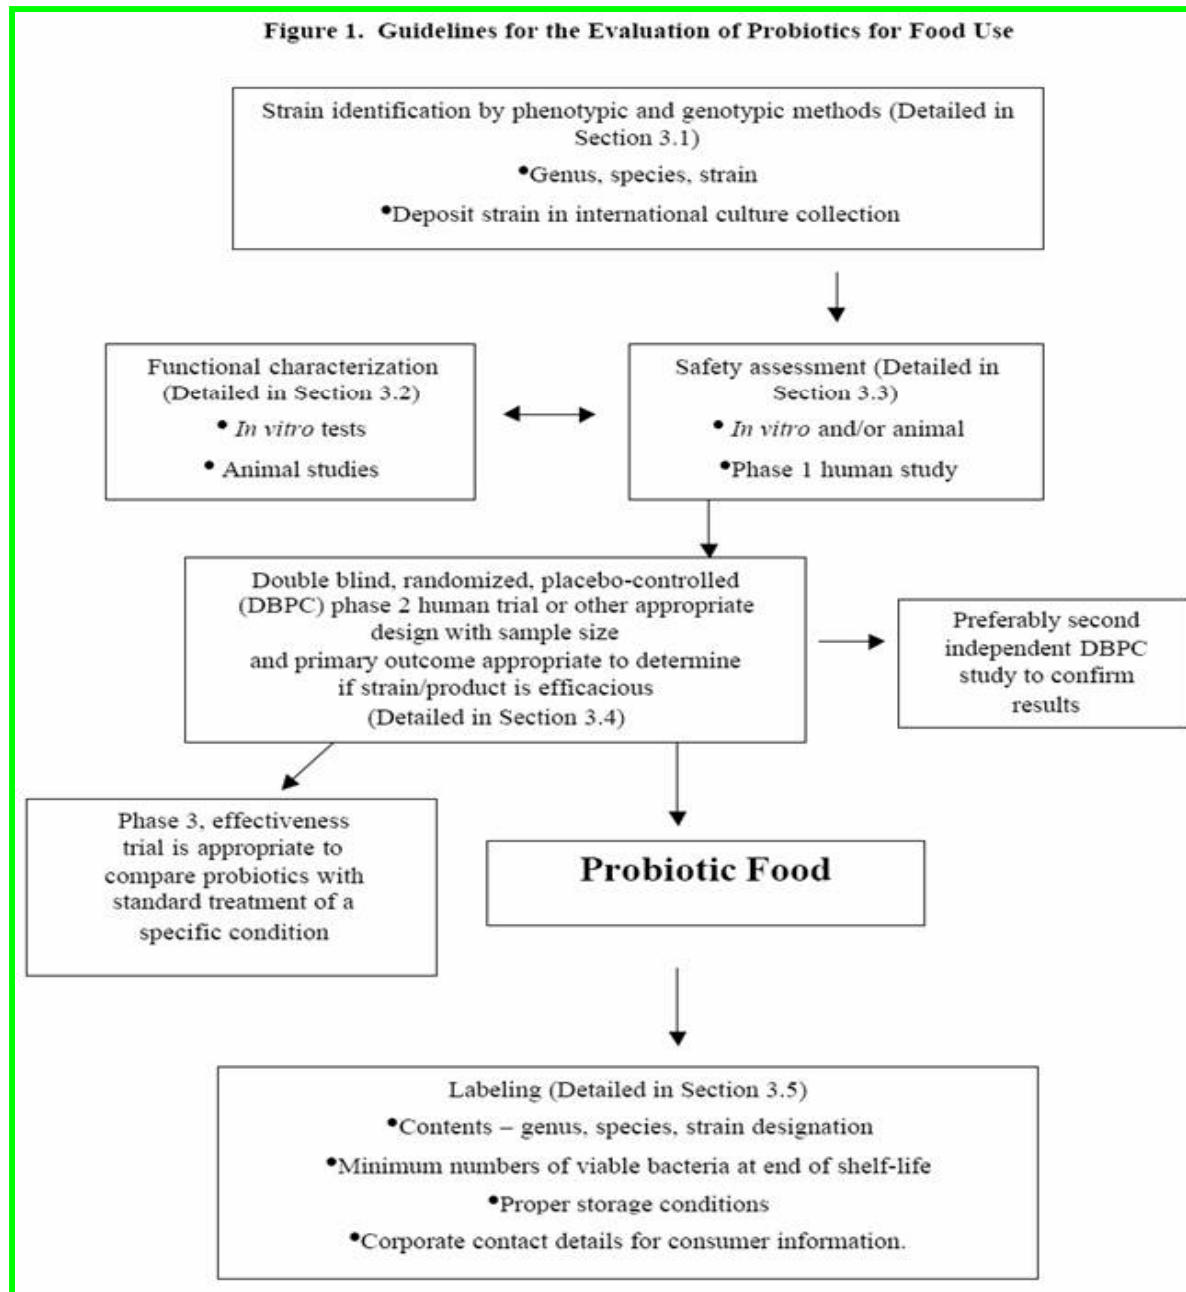 Figure 1. Guidelines for the Evaluation of Probiotics for Food Use
Strain identification by phenotypic and genotypic methods (Detailed in
Section 3.1)
•Genus, species, strain
•Deposit strain in international culture collection
Functional characterization
(Detailed in Section 3.2)
• In vitro tests
• Animal studies
Safety assessment (Detailed in
Section 3.3)
• In vitro and/or animal
•Phase 1 human study
Double blind, randomized, placebo-controlled
(DBPC) phase 2 human trial or other appropriate
design with sample size
and primary outcome appropriate to determine
if strain/product is efficacious
(Detailed in Section 3.4)
Preferably second
independent DBPC
study to confirm
results
Phase 3, effectiveness
trial is appropriate to
compare probiotics with
standard treatment of a
specific condition
Probiotic Food
Labeling (Detailed in Section 3.5)
•Contents – genus, species, strain designation
•Minimum numbers of viable bacteria at end of shelf-life
•Proper storage conditions
•Corporate contact details for consumer information.